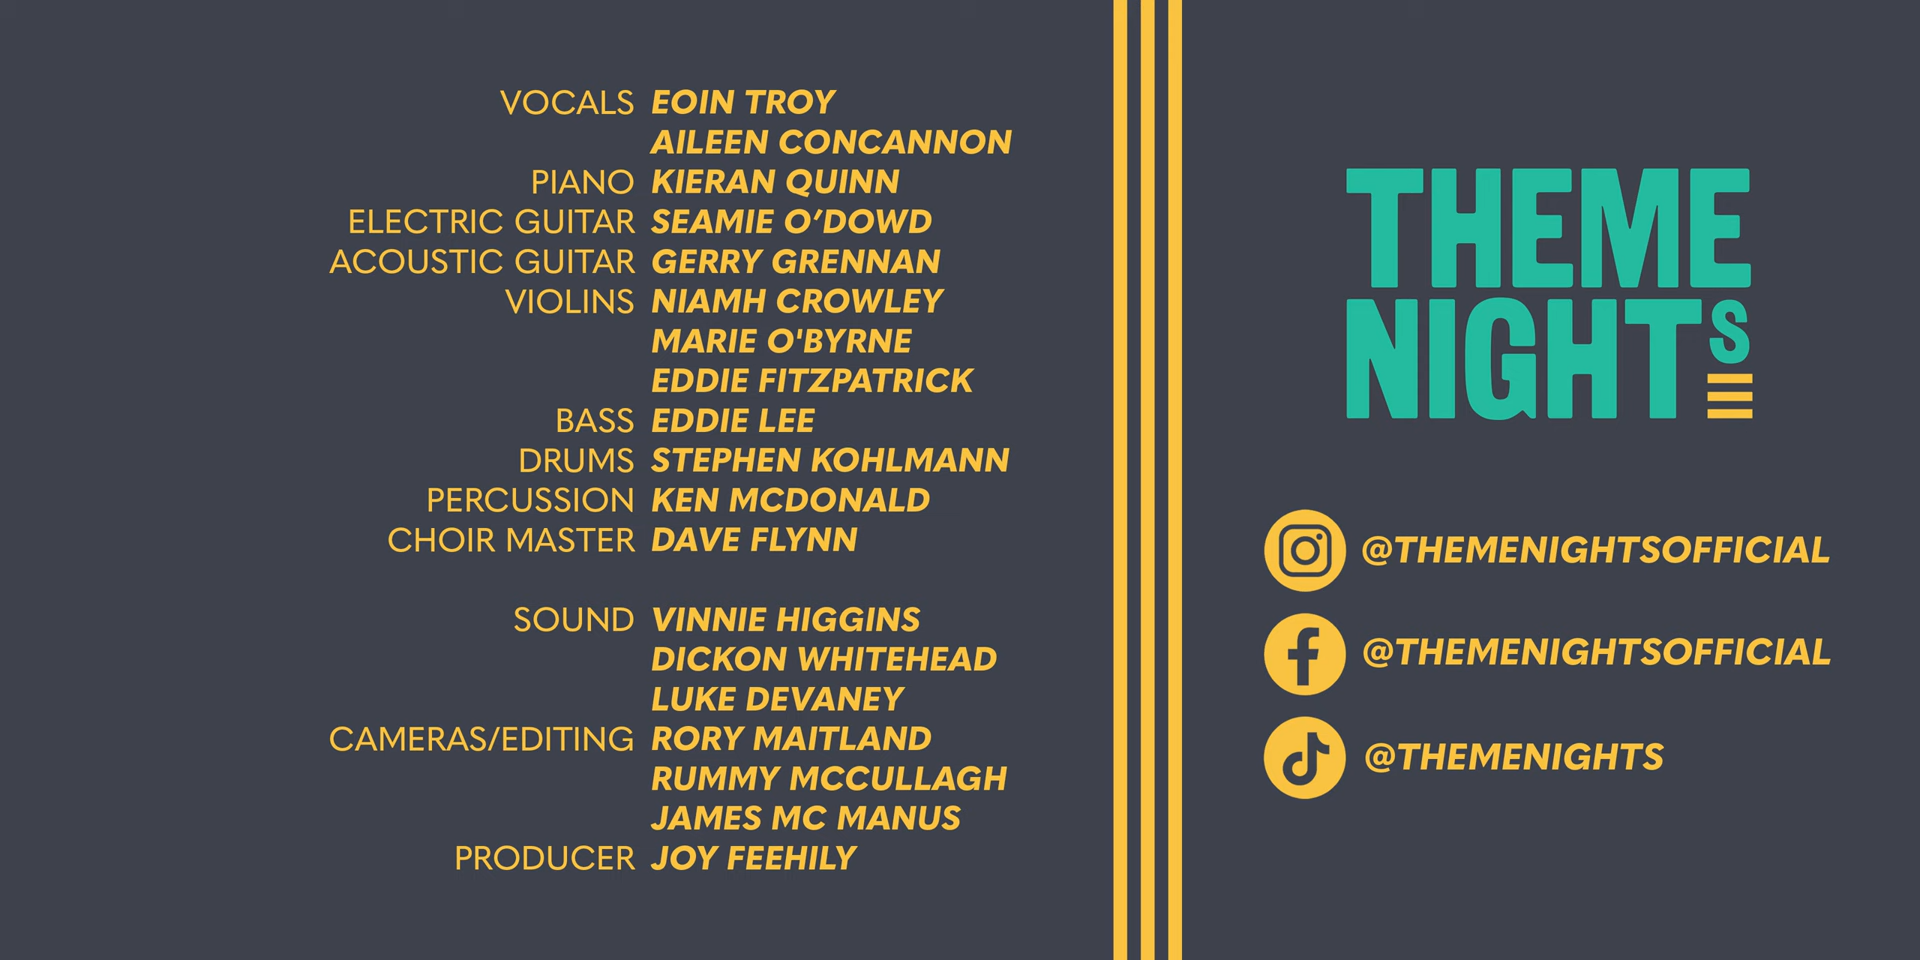 VOCALS EOIN TROY
AILEEN CONCANNON
PIANO KIERAN QUINN
ELECTRIC GUITAR SEAMIE O’DOWD
ACOUSTIC GUITAR GERRY GRENNAN
VIOLINS NIAMH CROWLEY
MARIE O'BYRNE
EDDIE FITZPATRICK
BASS EDDIE LEE
DRUMS STEPHEN KOHLMANN
PERCUSSION KEN MCDONALD
CHOIR MASTER DAVE FLYNN
SOUND VINNIE HIGGINS
DICKON WHITEHEAD
LUKE DEVANEY
CAMERAS/EDITING RORY MAITLAND
RUMMY MCCULLAGH
JAMES MC MANUS
PRODUCER JOY FEEHILY
THEME
NIGHTS
@THEMENIGHTSOFFICIAL
@THEMENIGHTSOFFICIAL
@THEMENIGHTS